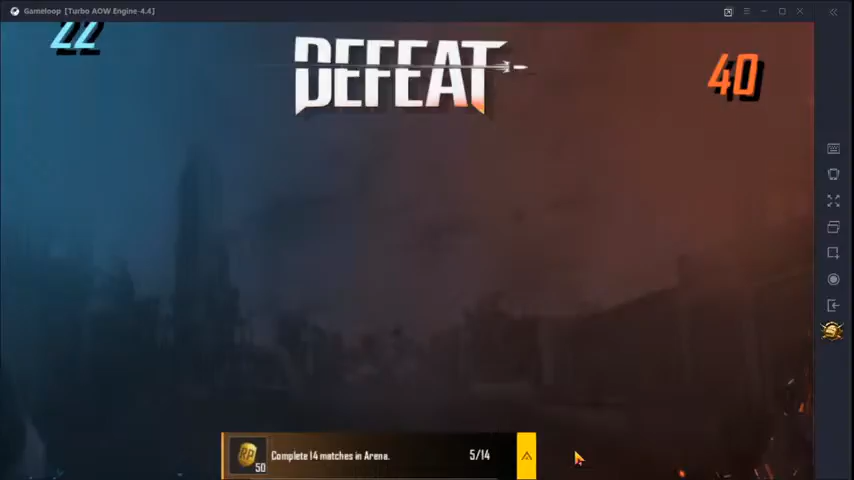 Gameloop [Turbo AOW Engine-4.4]
22
DEFEAT
40
RP
50
Complete 14 matches in Arena.
5/14